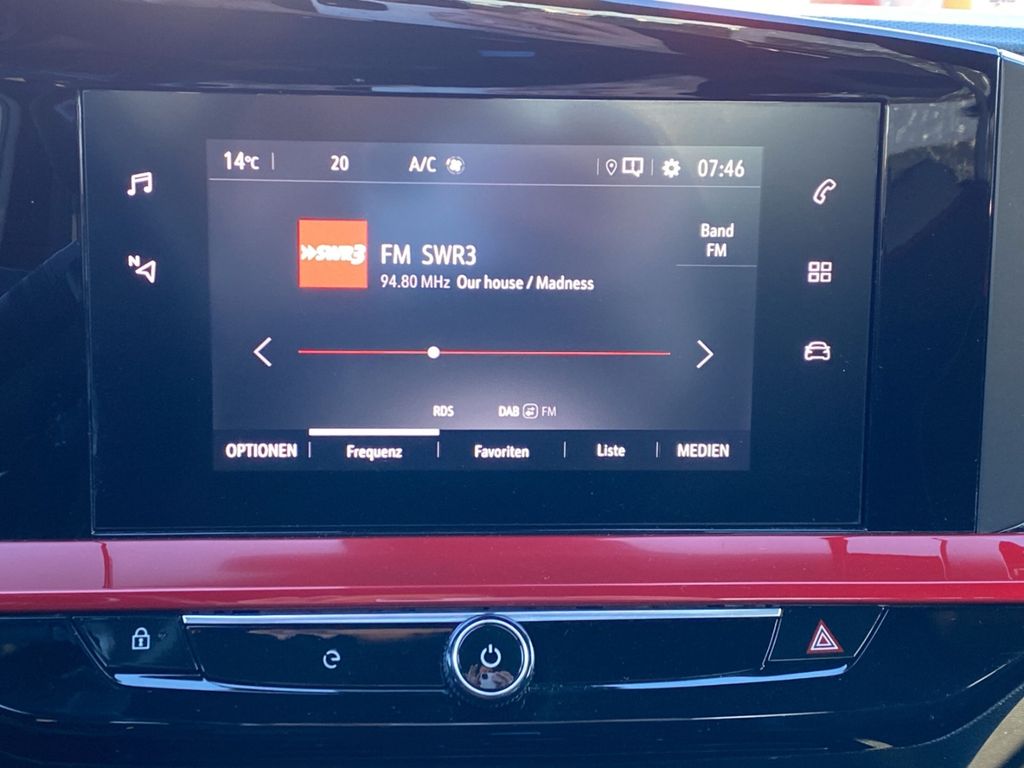 14°C 20 A/C 07:46
N
SWR3
FM SWR3
94.80 MHz Our house / Madness
Band
FM
RDS DAB FM
OPTIONEN Frequenz Favoriten Liste MEDIEN